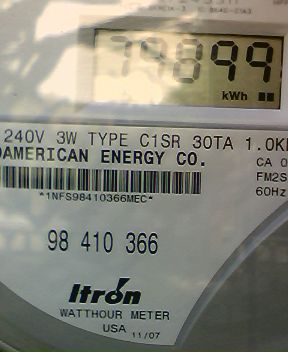 79899
kWh
240V 3W TYPE C1SR 30TA 1.0K
AMERICAN ENERGY CO.
CA 0
FM2S
60Hz
*1NFS98410366MEC*
98 410 366
Itron
WATTHOUR METER
USA 11/07